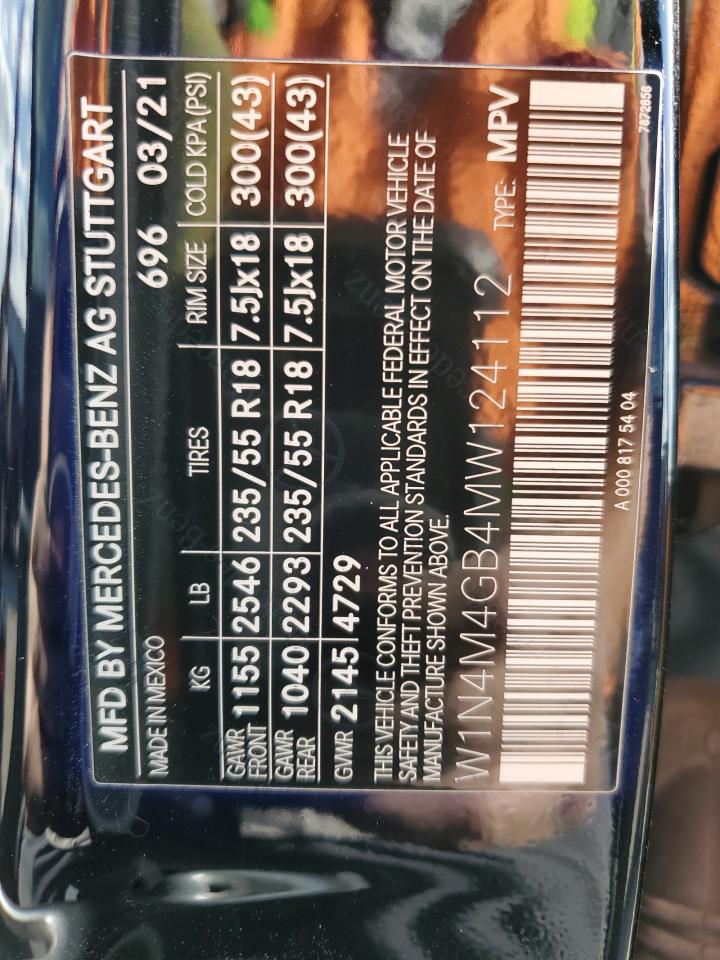 MFD BY MERCEDES-BENZ AG STUTTGART
MADE IN MEXICO 696 03/21
KG LB TIRES RIM SIZE COLD KPA (PSI)
GAWR FRONT 1155 2546 235/55 R18 7.5Jx18 300(43)
GAWR REAR 1040 2293 235/55 R18 7.5Jx18 300(43)
GVWR 2145 4729
THIS VEHICLE CONFORMS TO ALL APPLICABLE FEDERAL MOTOR VEHICLE
SAFETY AND THEFT PREVENTION STANDARDS IN EFFECT ON THE DATE OF
MANUFACTURE SHOWN ABOVE.
W1N4M4GB4MW124112 TYPE: MPV
A 000 817 54 04
7872858